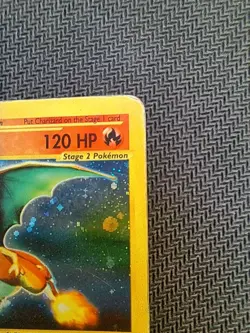 Put Charizard on the Stage 1 card
120 HP
Stage 2 Pokémon